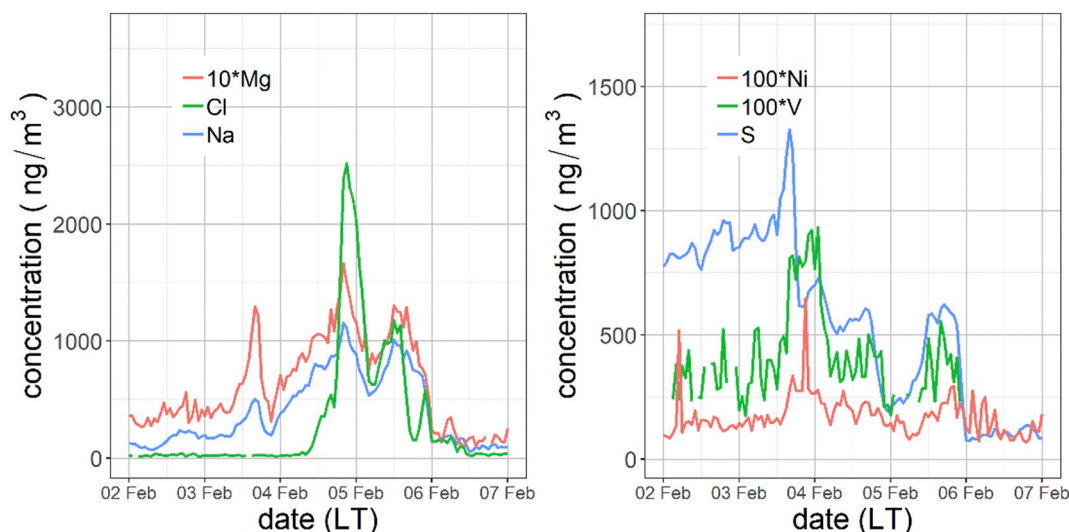 concentration ( ng/m³ )
3000
2000
1000
0
10*Mg
Cl
Na
02 Feb 03 Feb 04 Feb 05 Feb 06 Feb 07 Feb
date (LT)
concentration ( ng/m³ )
1500
1000
500
0
100*Ni
100*V
S
02 Feb 03 Feb 04 Feb 05 Feb 06 Feb 07 Feb
date (LT)